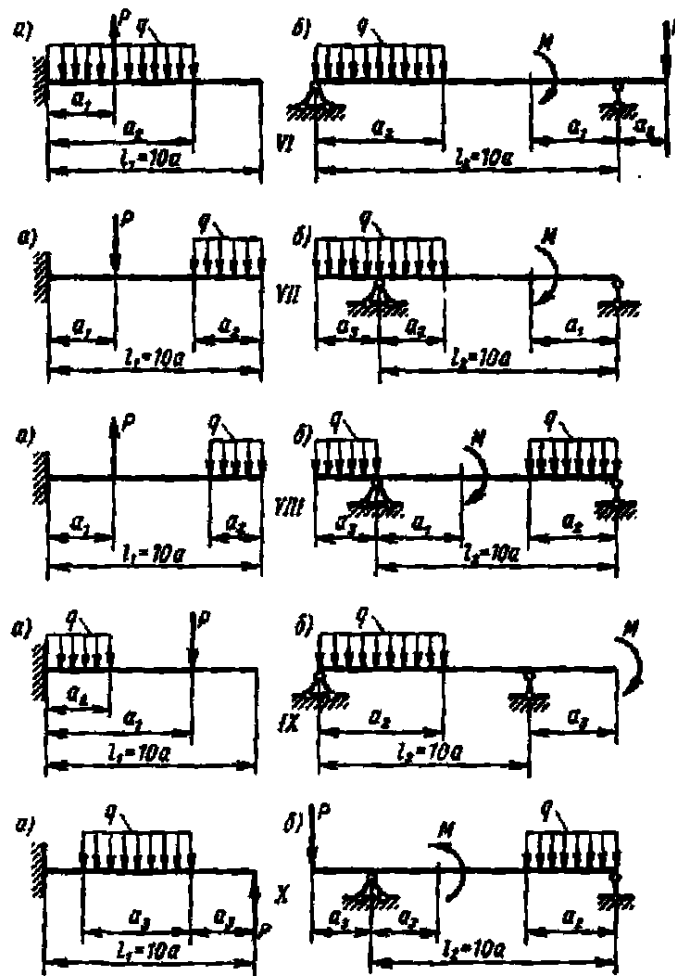 а) P q б) q M P
a₁ a₂ a₁ a₂
a₂ VI
l₁=10a l₂=10a
а) P q б) q M
a₁ a₂ VII a₃ a₂ a₁
l₁=10a l₂=10a
а) P q б) q M q
a₁ a₂ VIII a₃ a₁ a₂
l₁=10a l₂=10a
а) q P б) q M
a₂ a₂ a₃
a₁ IX
l₁=10a l₂=10a
а) q б) P M q
a₃ a₃ P X a₃ a₂
l₁=10a l₂=10a